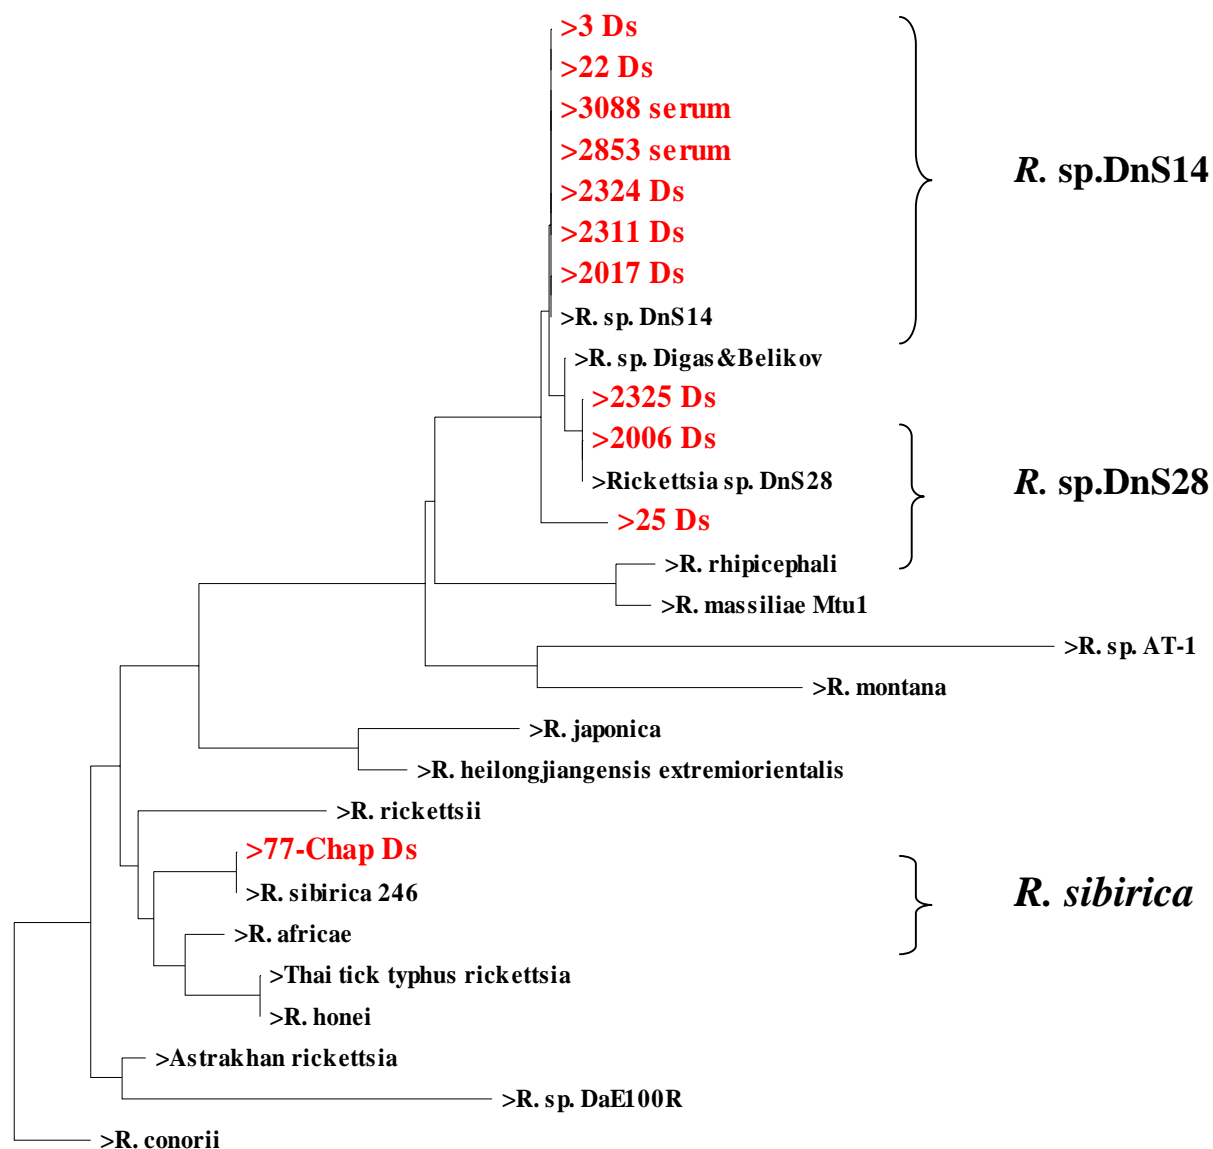 >3 Ds
>22 Ds
>3088 serum
>2853 serum
R. sp.DnS14
>2324 Ds
>2311 Ds
>2017 Ds
>R. sp. DnS14
>R. sp. Digas&Belikov
>2325 Ds
>2006 Ds
>Rickettsia sp. DnS28
R. sp.DnS28
>25 Ds
>R. rhipicephali
>R. massiliae Mtu1
>R. sp. AT-1
>R. montana
>R. japonica
>R. heilongjiangensis extremiorientalis
>R. rickettsii
>77-Chap Ds
>R. sibirica 246
R. sibirica
>R. africae
>Thai tick typhus rickettsia
>R. honei
>Astrakhan rickettsia
>R. sp. DaE100R
>R. conorii